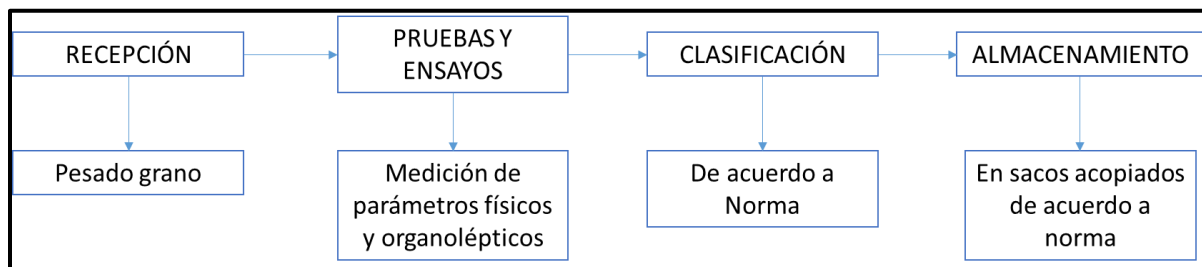 RECEPCIÓN
PRUEBAS Y
ENSAYOS
CLASIFICACIÓN
ALMACENAMIENTO
Pesado grano
Medición de
parámetros físicos
y organolépticos
De acuerdo a
Norma
En sacos acopiados
de acuerdo a
norma